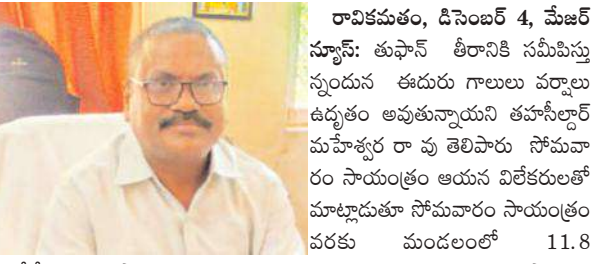 రావికమతం, డిసెంబర్ 4, మేజర్
న్యూస్: తుఫాన్ తీరానికి సమీపిస్తు
న్నందున ఈదురు గాలులు వర్షాలు
ఉదృతం అవుతున్నాయని తహసీల్దార్
మహేశ్వర రా వు తెలిపారు సోమవా
రం సాయంత్రం ఆయన విలేకరులతో
మాట్లాడుతూ సోమవారం సాయంత్రం
వరకు మండలంలో 11.8